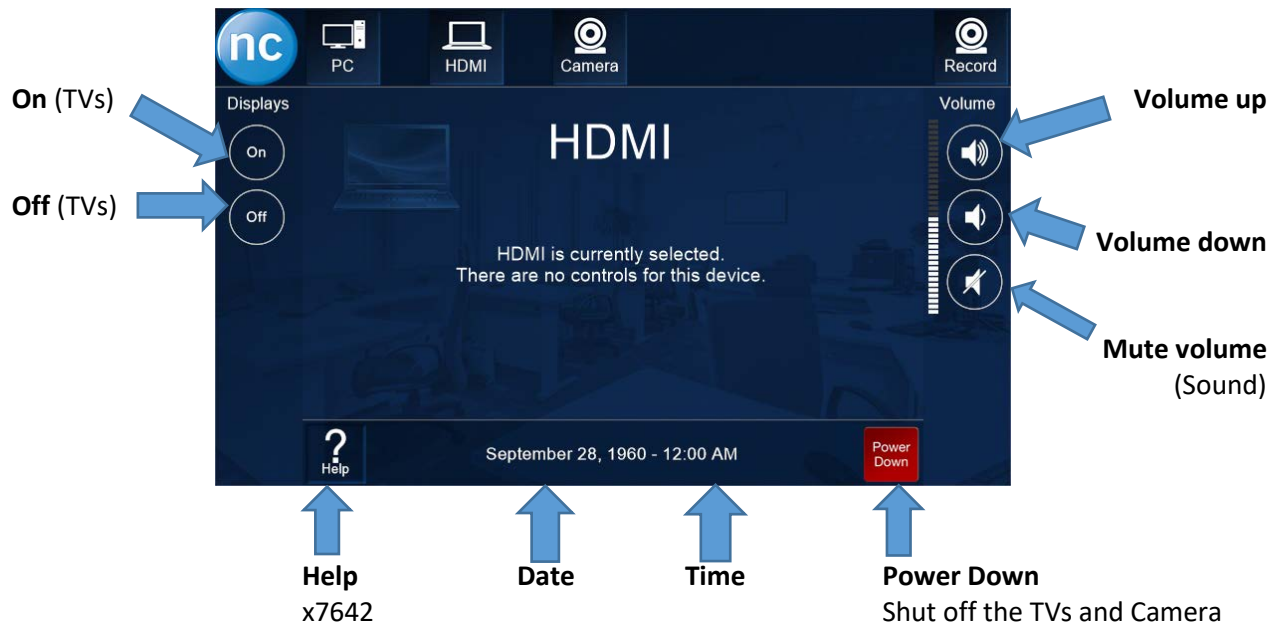 nc
PC
HDMI
Camera
Record
On (TVs)
Displays
Volume
Volume up
On
HDMI
Off (TVs)
Off
Volume down
HDMI is currently selected.
There are no controls for this device.
Mute volume
(Sound)
?
Help
September 28, 1960 - 12:00 AM
Power
Down
Help
x7642
Date
Time
Power Down
Shut off the TVs and Camera